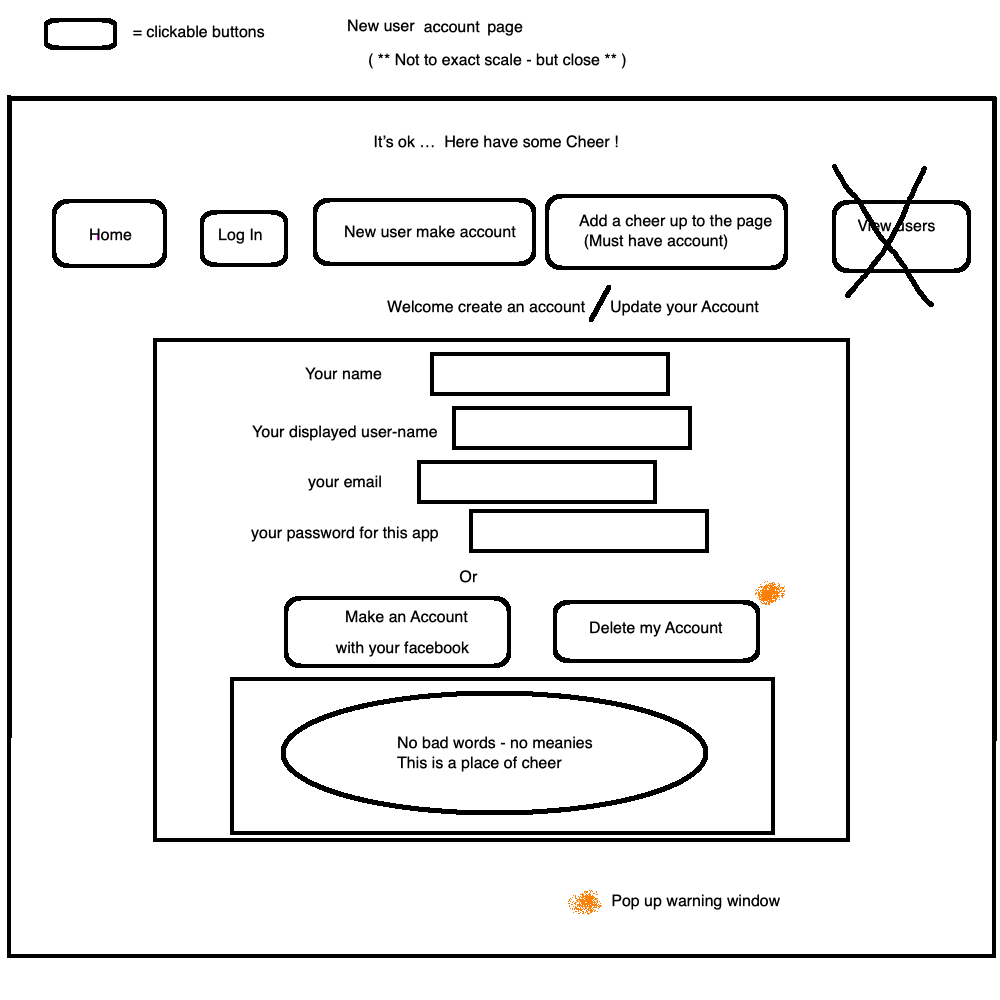 = clickable buttons
New user account page
( ** Not to exact scale - but close ** )
It's ok ... Here have some Cheer !
Home
Log In
New user make account
Add a cheer up to the page
(Must have account)
View users
Welcome create an account / Update your Account
Your name
Your displayed user-name
your email
your password for this app
Or
Make an Account
with your facebook
Delete my Account
No bad words - no meanies
This is a place of cheer
Pop up warning window